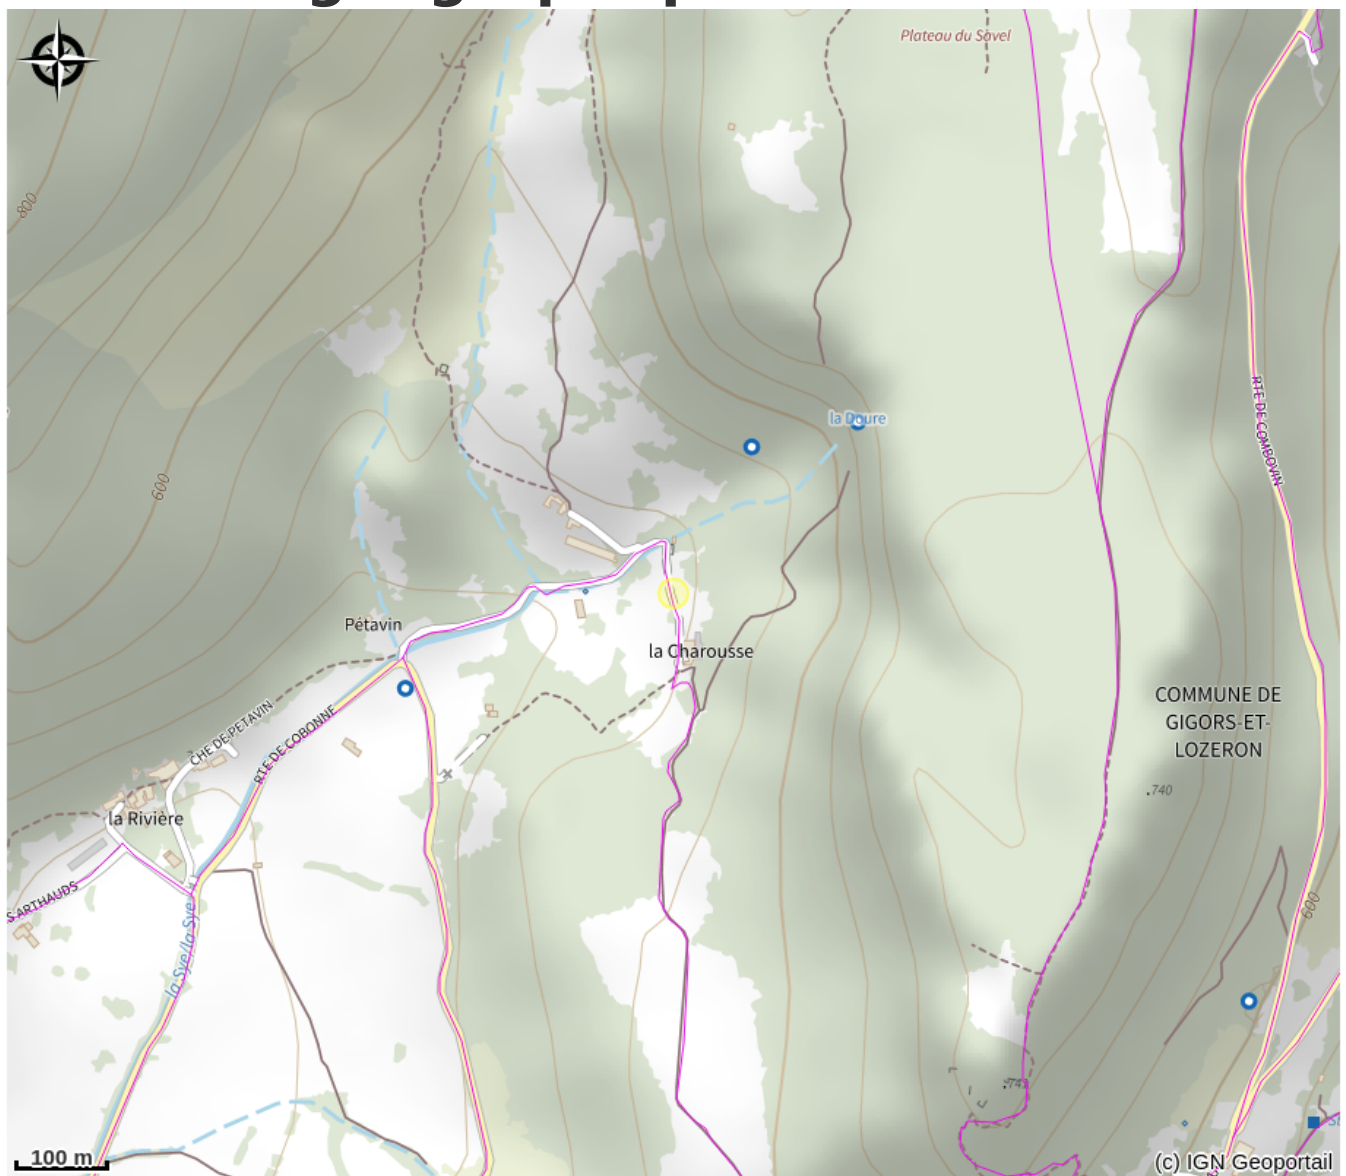 Plateau du Savel
800
RTE DE COMBOVIN
la Doure
600
Pétavin
la Charousse
COMMUNE DE
GIGORS-ET-
LOZERON
CHE DE PETAVIN
RTE DE COBONNE
.740
la Rivière
S ARTHAUDS
600
la Sye/la Sye
100 m
(c) IGN Geoportail